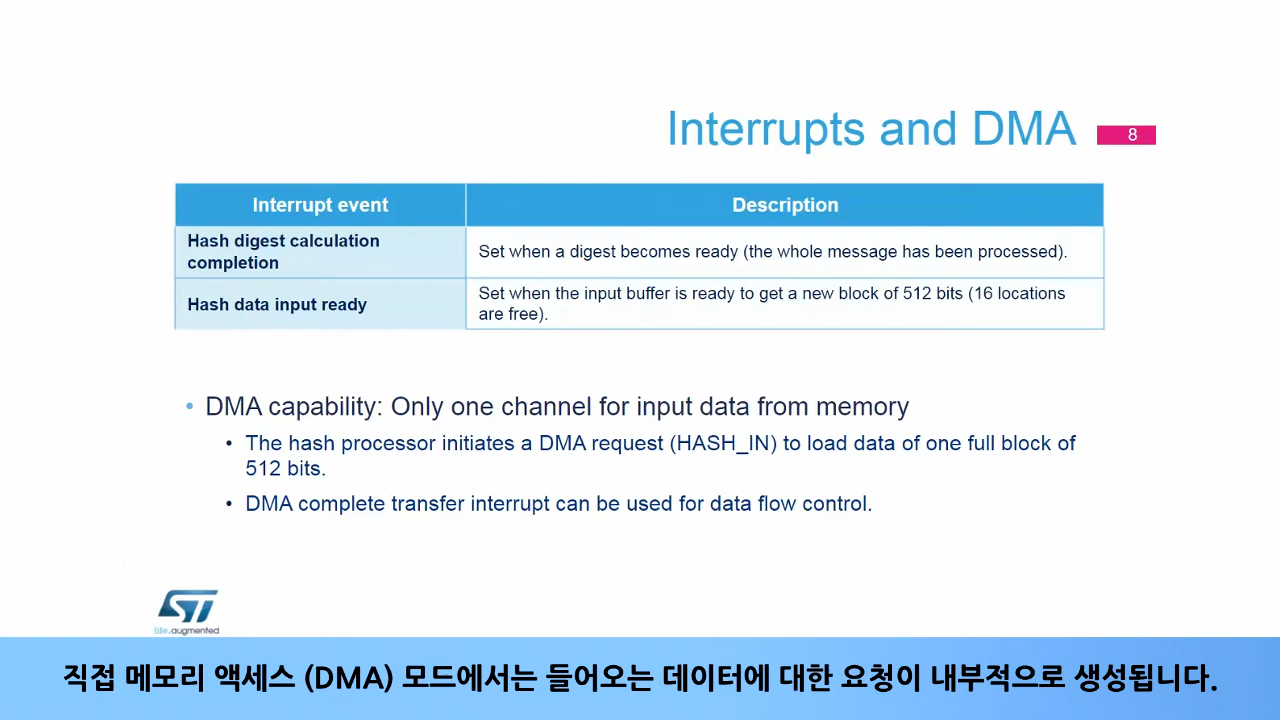 Interrupts and DMA
8
Interrupt event
Description
Hash digest calculation
completion
Set when a digest becomes ready (the whole message has been processed).
Hash data input ready
Set when the input buffer is ready to get a new block of 512 bits (16 locations
are free).
• DMA capability: Only one channel for input data from memory
• The hash processor initiates a DMA request (HASH_IN) to load data of one full block of
512 bits.
• DMA complete transfer interrupt can be used for data flow control.
ST
life.augmented
직접 메모리 액세스 (DMA) 모드에서는 들어오는 데이터에 대한 요청이 내부적으로 생성됩니다.